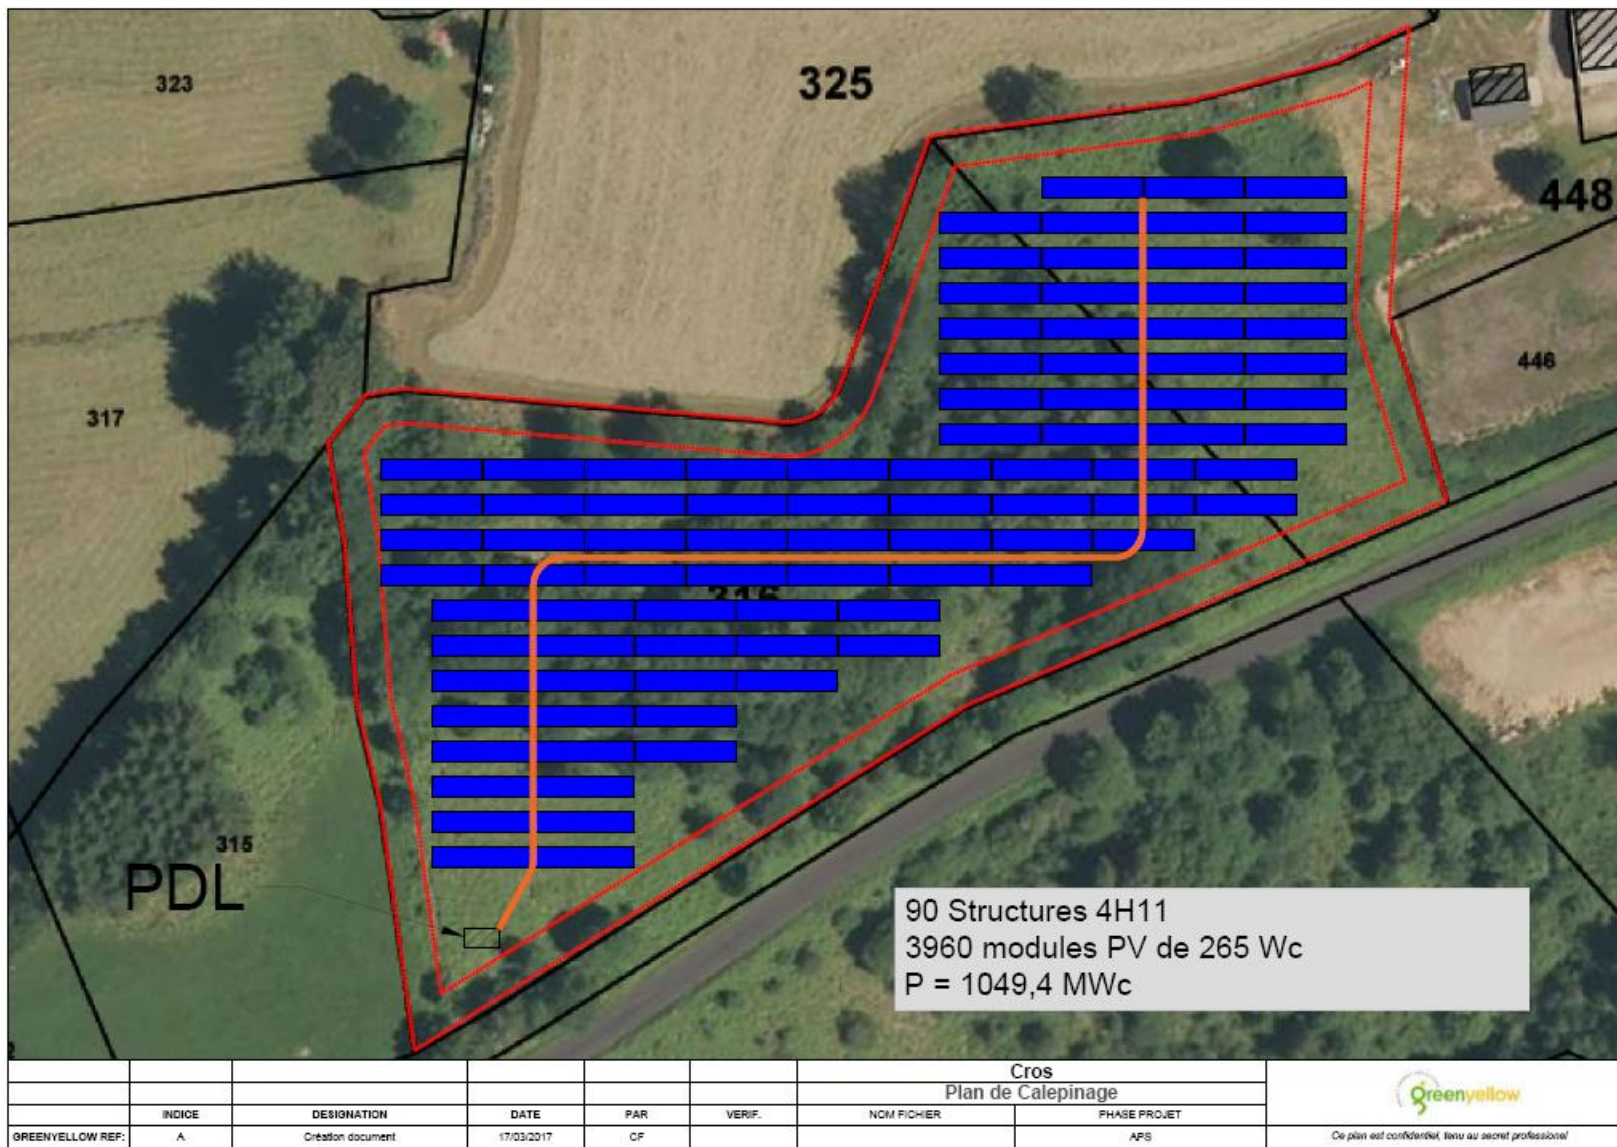 323
325
448
446
317
316
315
PDL
90 Structures 4H11
3960 modules PV de 265 Wc
P = 1049,4 MWc
Cros
Plan de Calepinage
INDICE DESIGNATION DATE PAR VERIF. NOM FICHIER PHASE PROJET
GREENYELLOW REF: A Création document 17/03/2017 CF APS
greenyellow
Ce plan est confidentiel, tenu au secret professionel